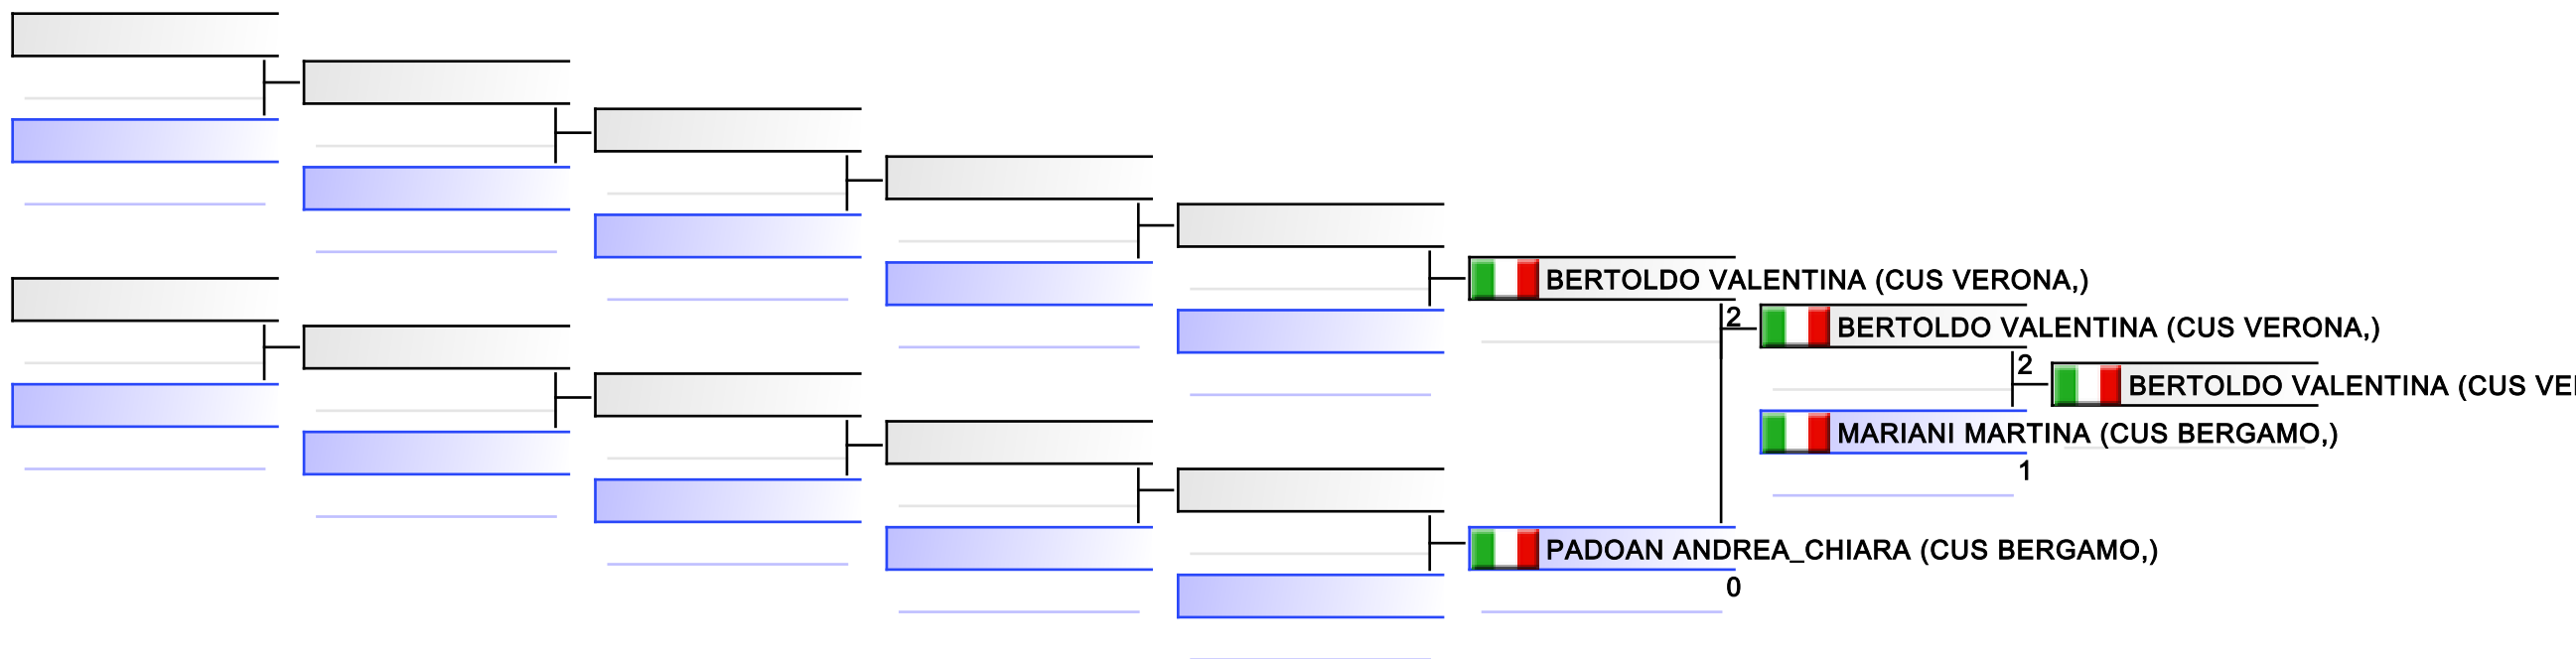 BERTOLDO VALENTINA (CUS VERONA,)
2
BERTOLDO VALENTINA (CUS VERONA,)
2
BERTOLDO VALENTINA (CUS VE
MARIANI MARTINA (CUS BERGAMO,)
1
PADOAN ANDREA_CHIARA (CUS BERGAMO,)
0